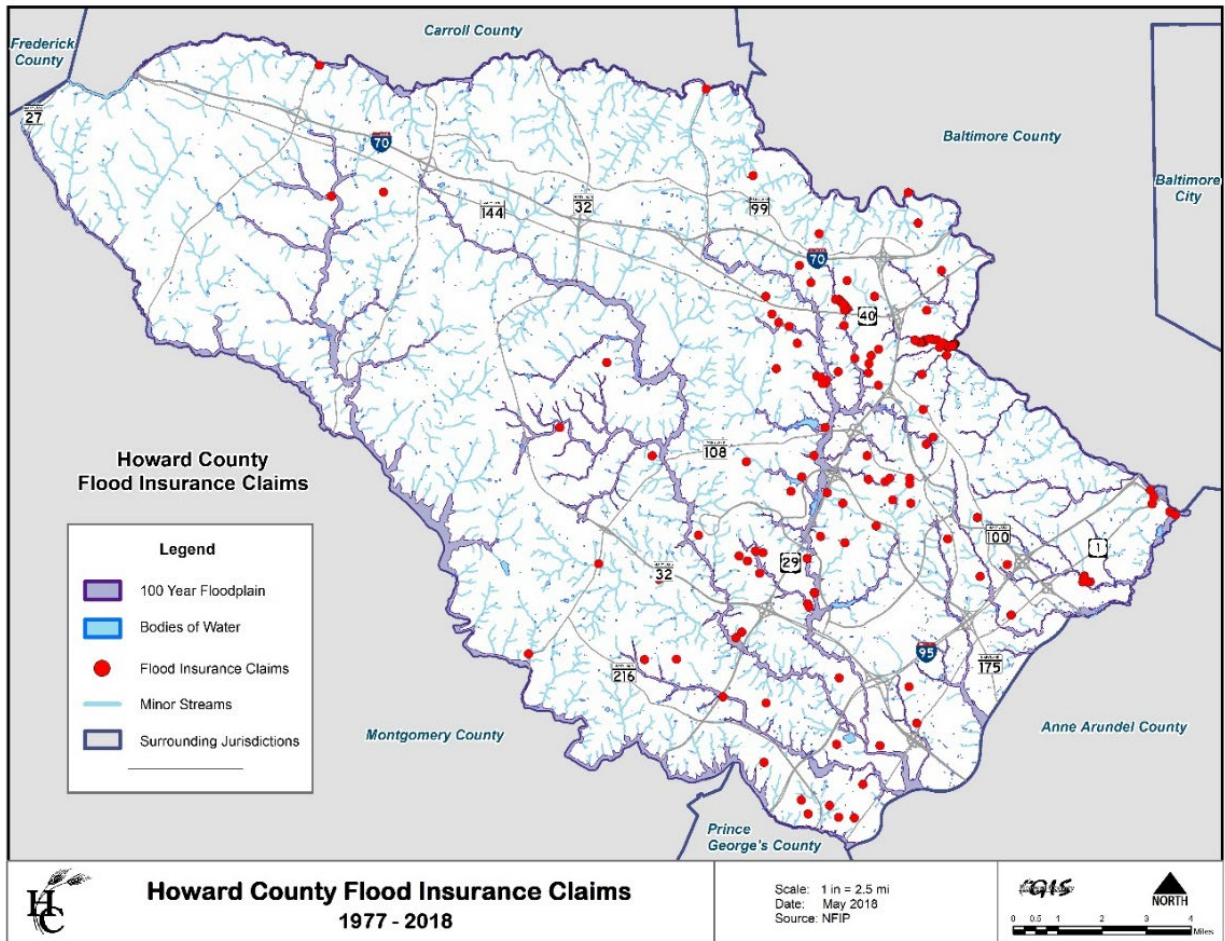 Frederick
County
Carroll County
Baltimore County
Baltimore
City
MARYLAND
27
70
144
32
99
70
40
108
29
32
100
1
95
175
216
Montgomery County
Anne Arundel County
Prince
George's County
Howard County
Flood Insurance Claims
Legend
100 Year Floodplain
Bodies of Water
Flood Insurance Claims
Minor Streams
Surrounding Jurisdictions
HC
Howard County Flood Insurance Claims
1977 - 2018
Scale: 1 in = 2.5 mi
Date: May 2018
Source: NFIP
GIS
NORTH
0 0.5 1 2 3 4
Miles